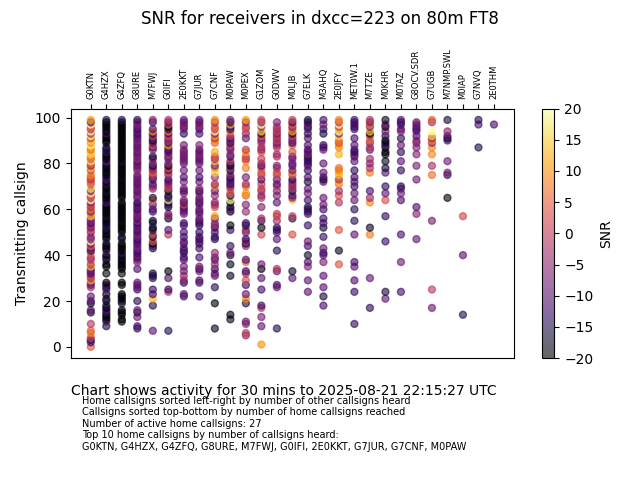 SNR for receivers in dxcc=223 on 80m FT8
G0KTN G4HZX G4ZFQ G8URE M7FWJ G0IFI 2E0KKT G7JUR G7CNF M0PAW M0PEX G1ZOM G0DWV M0LJB G7ELK M3AHQ 2E0JFY MET0W.1 M7TZE M0KHR M0TAZ G8OCV.SDR G7UGB M7NMP.SWL M0IAP G7NVQ 2E0THM
100
80
60
40
20
0
Transmitting callsign
20
15
10
5
0
−5
−10
−15
−20
SNR
Chart shows activity for 30 mins to 2025-08-21 22:15:27 UTC
Home callsigns sorted left-right by number of other callsigns heard
Callsigns sorted top-bottom by number of home callsigns reached
Number of active home callsigns: 27
Top 10 home callsigns by number of callsigns heard:
G0KTN, G4HZX, G4ZFQ, G8URE, M7FWJ, G0IFI, 2E0KKT, G7JUR, G7CNF, M0PAW